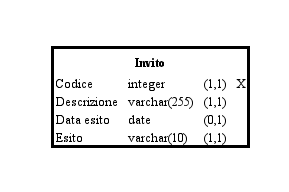 Invito
Codice integer (1,1) X
Descrizione varchar(255) (1,1)
Data esito date (0,1)
Esito varchar(10) (1,1)